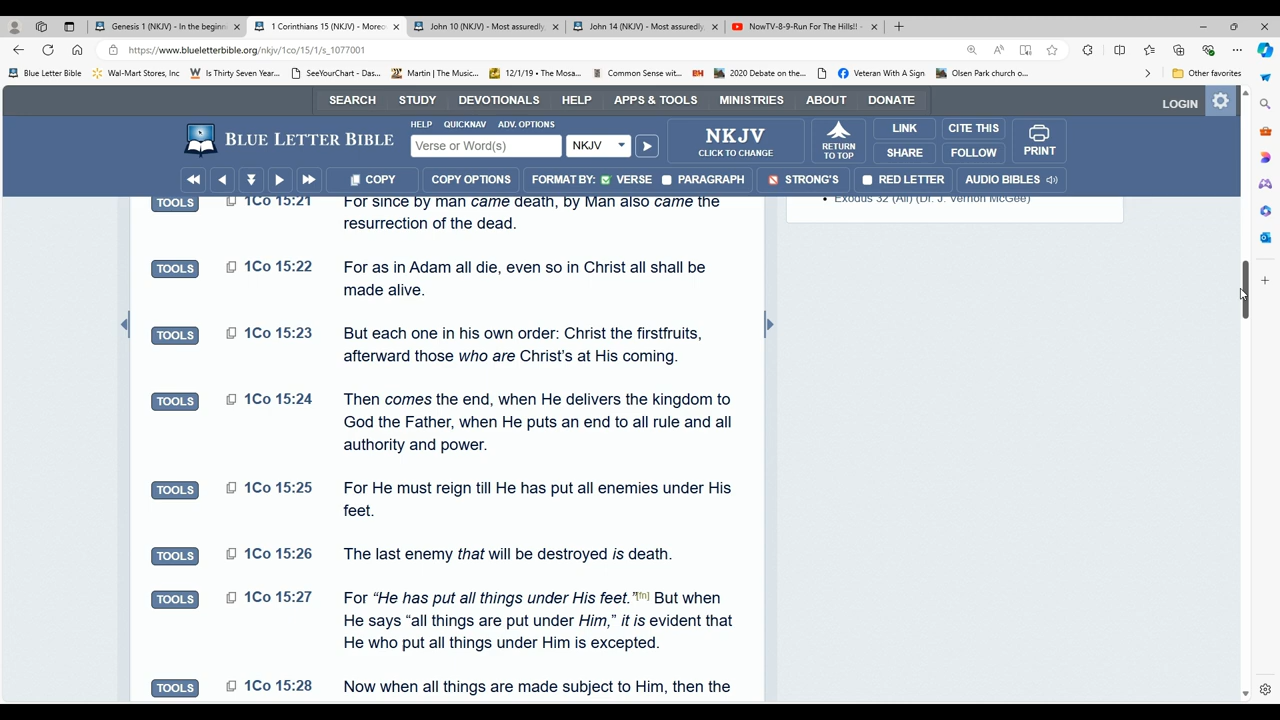 Genesis 1 (NKJV) - In the beginni
1 Corinthians 15 (NKJV) - Moreo
John 10 (NKJV) - Most assuredly,
John 14 (NKJV) - Most assuredly,
NowTV-8-9-Run For The Hills!! -
https://www.blueletterbible.org/nkjv/1co/15/1/s_1077001
Blue Letter Bible
Wal-Mart Stores, Inc
Is Thirty Seven Year...
SeeYourChart - Das...
Martin | The Music...
12/1/19 • The Mosa...
Common Sense wit...
2020 Debate on the...
Veteran With A Sign
Olsen Park church o...
Other favorites
SEARCH STUDY DEVOTIONALS HELP APPS & TOOLS MINISTRIES ABOUT DONATE
LOGIN
BLUE LETTER BIBLE
HELP QUICKNAV ADV. OPTIONS
Verse or Word(s)
NKJV
NKJV
CLICK TO CHANGE
RETURN
TO TOP
LINK
SHARE
CITE THIS
FOLLOW
PRINT
COPY
COPY OPTIONS
FORMAT BY: VERSE PARAGRAPH
STRONG'S
RED LETTER
AUDIO BIBLES
Exodus 32 (All) (Dr. J. Vernon McGee)
TOOLS 1Co 15:21 For since by man came death, by Man also came the
resurrection of the dead.
TOOLS 1Co 15:22 For as in Adam all die, even so in Christ all shall be
made alive.
TOOLS 1Co 15:23 But each one in his own order: Christ the firstfruits,
afterward those who are Christ's at His coming.
TOOLS 1Co 15:24 Then comes the end, when He delivers the kingdom to
God the Father, when He puts an end to all rule and all
authority and power.
TOOLS 1Co 15:25 For He must reign till He has put all enemies under His
feet.
TOOLS 1Co 15:26 The last enemy that will be destroyed is death.
TOOLS 1Co 15:27 For “He has put all things under His feet.”[fn] But when
He says “all things are put under Him,” it is evident that
He who put all things under Him is excepted.
TOOLS 1Co 15:28 Now when all things are made subject to Him, then the